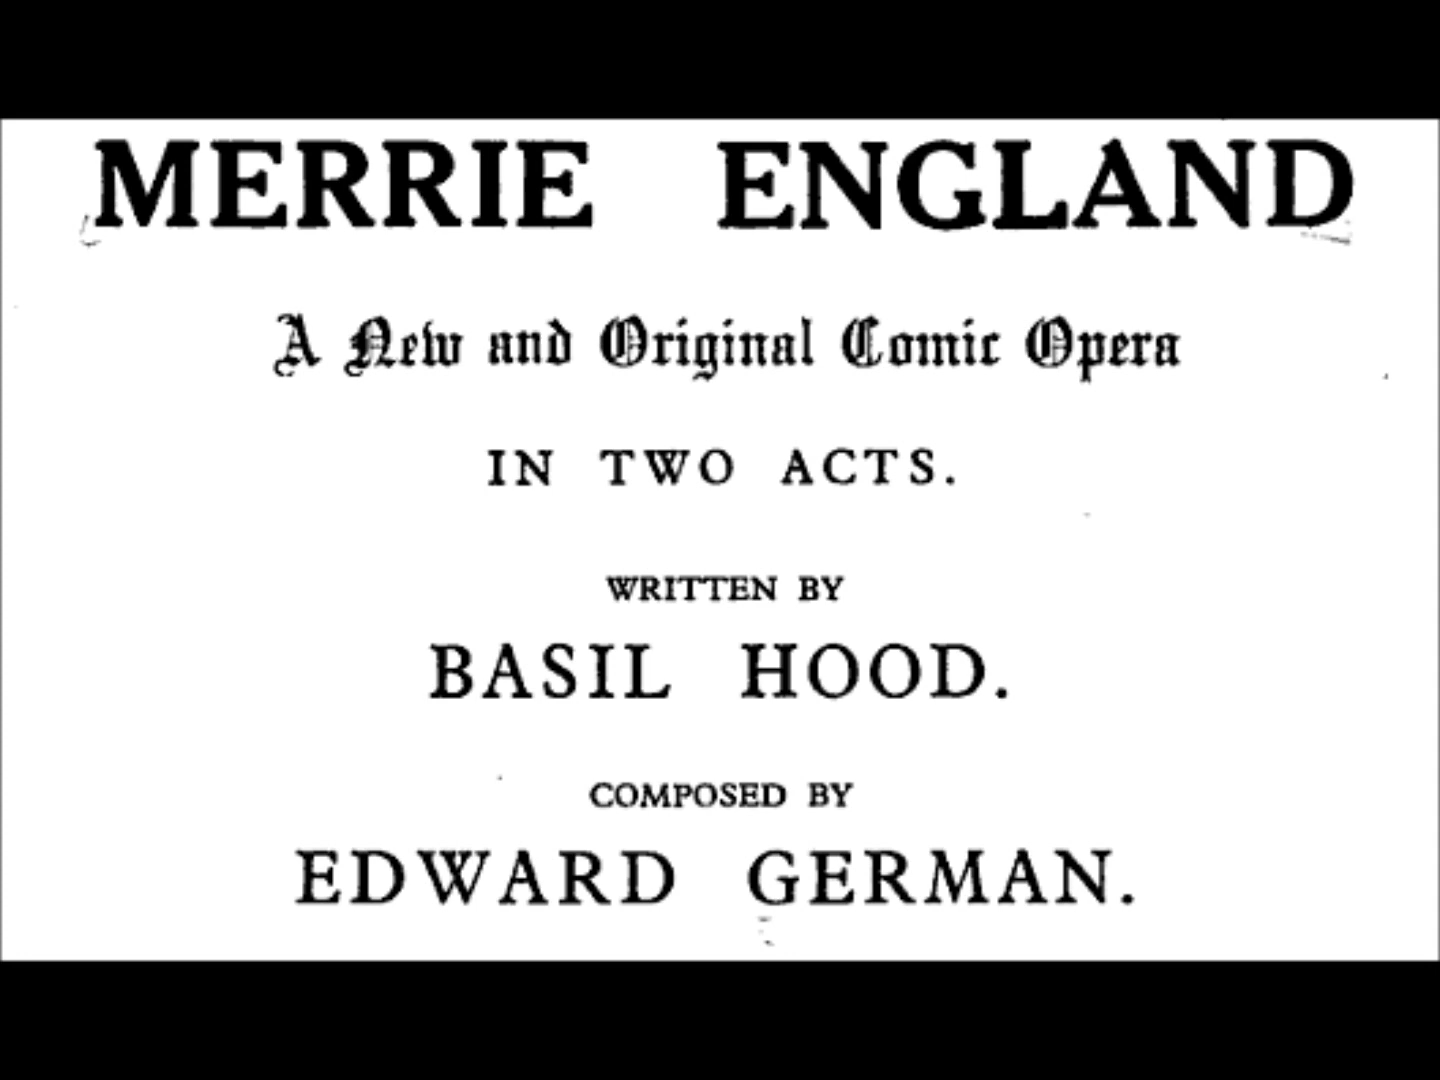 MERRIE ENGLAND
A New and Original Comic Opera
IN TWO ACTS.
WRITTEN BY
BASIL HOOD.
COMPOSED BY
EDWARD GERMAN.